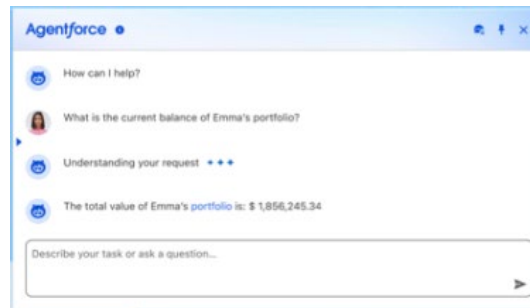 Agentforce
How can I help?
What is the current balance of Emma's portfolio?
Understanding your request
The total value of Emma's portfolio is: $ 1,856,245.34
Describe your task or ask a question...